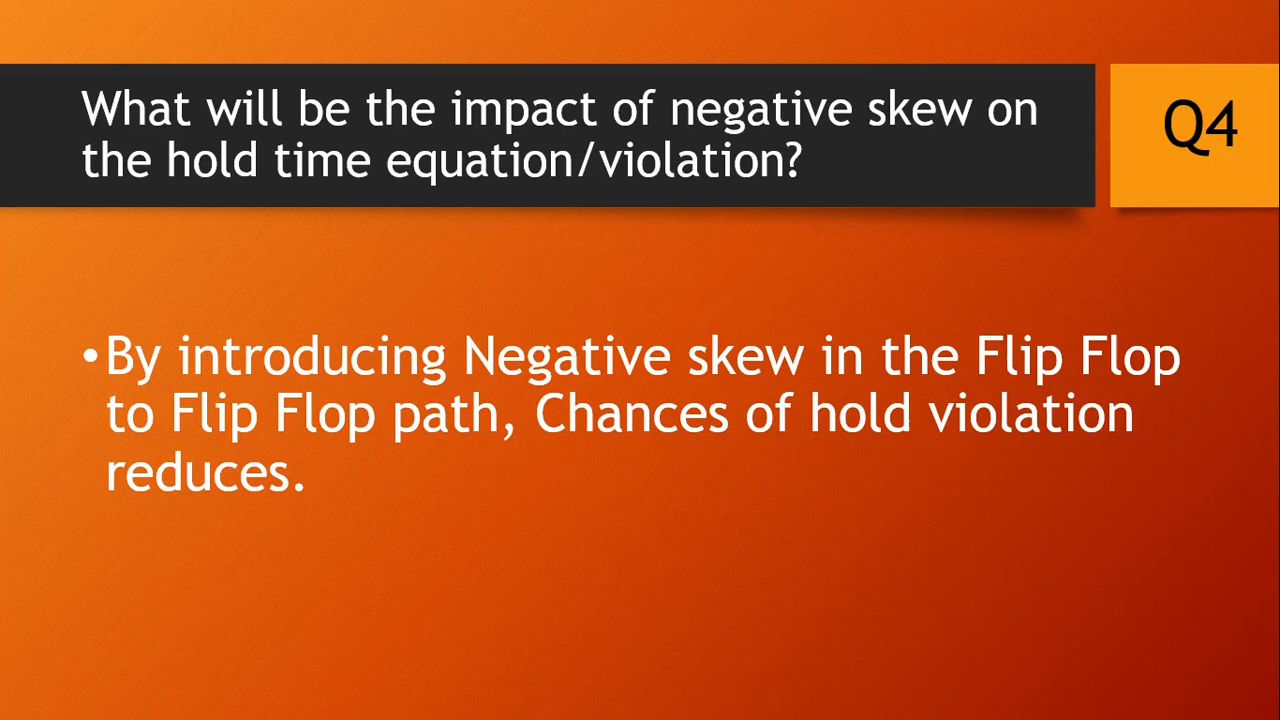 What will be the impact of negative skew on
the hold time equation/violation?
Q4
•By introducing Negative skew in the Flip Flop
to Flip Flop path, Chances of hold violation
reduces.